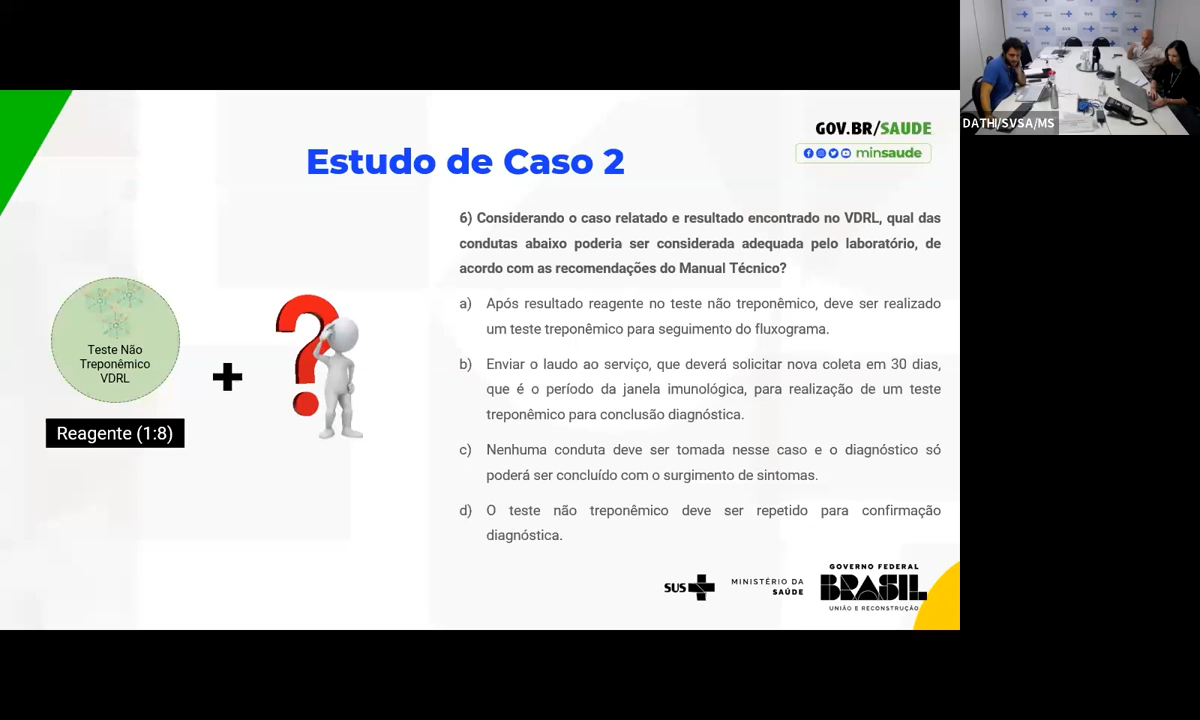 DATHI/SVSA/MS
GOV.BR/SAUDE
minsaude
Estudo de Caso 2
6) Considerando o caso relatado e resultado encontrado no VDRL, qual das
condutas abaixo poderia ser considerada adequada pelo laboratório, de
acordo com as recomendações do Manual Técnico?
a) Após resultado reagente no teste não treponêmico, deve ser realizado
um teste treponêmico para seguimento do fluxograma.
b) Enviar o laudo ao serviço, que deverá solicitar nova coleta em 30 dias,
que é o período da janela imunológica, para realização de um teste
treponêmico para conclusão diagnóstica.
c) Nenhuma conduta deve ser tomada nesse caso e o diagnóstico só
poderá ser concluído com o surgimento de sintomas.
d) O teste não treponêmico deve ser repetido para confirmação
diagnóstica.
Teste Não
Treponêmico
VDRL
+
?
Reagente (1:8)
SUS
MINISTÉRIO DA
SAÚDE
GOVERNO FEDERAL
BRASIL
UNIÃO E RECONSTRUÇÃO